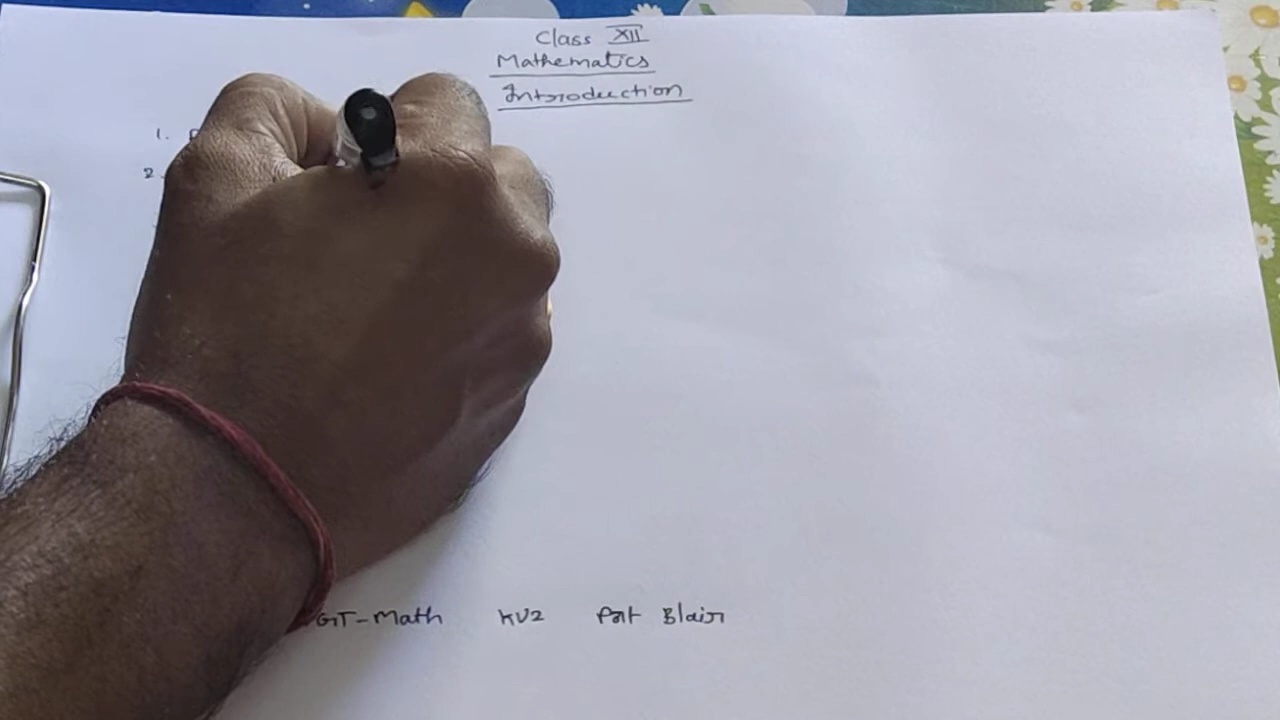 Class XII
Mathematics
Introduction
1.
2.
GT-Math KV2 Port Blair